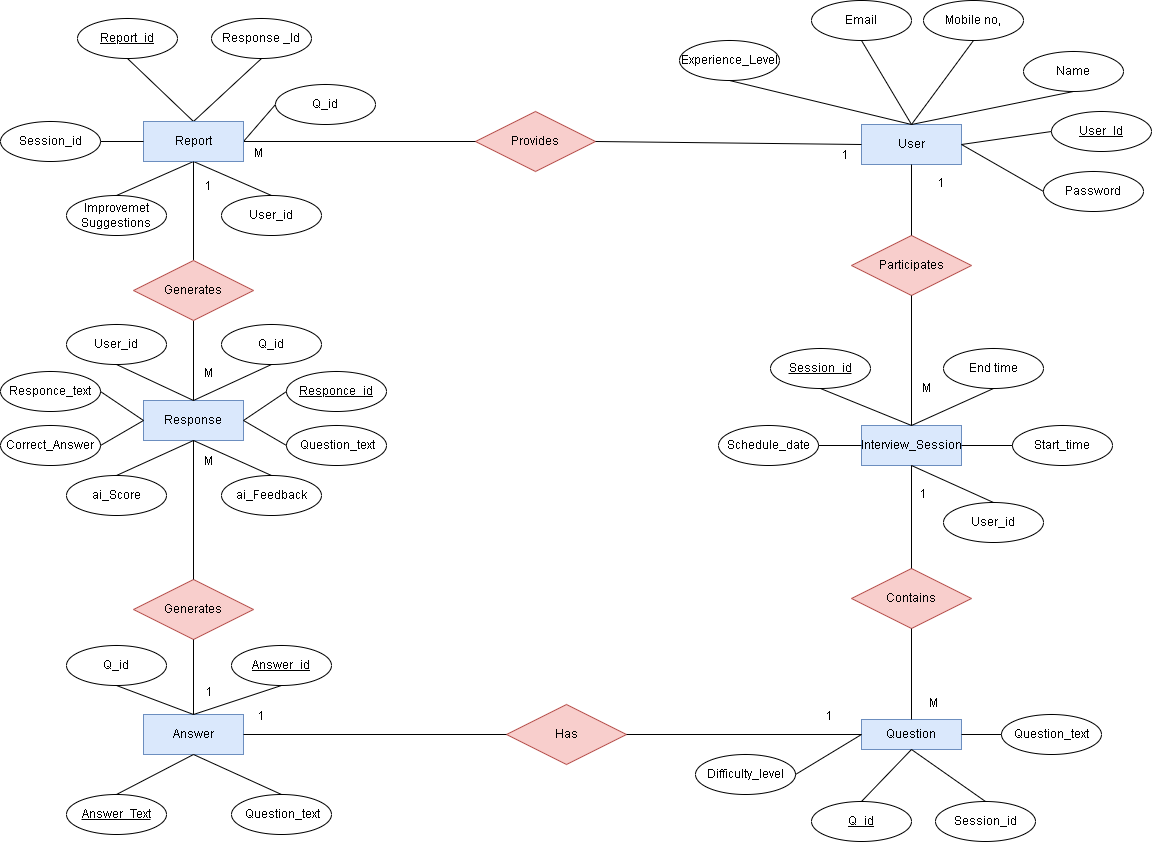 Email
Mobile no,
Report_id
Response _Id
Experience_Level
Name
Q_id
User_Id
Session_id
Report
Provides
User
M
1
Password
1
1
Improvemet
Suggestions
User_id
Participates
Generates
User_id
Q_id
M
Session_id
End time
M
Responce_text
Responce_id
Response
Correct_Answer
Question_text
Schedule_date
Interview_Session
Start_time
M
ai_Score
ai_Feedback
1
User_id
Contains
Generates
Q_id
Answer_id
1
M
1
1
Answer
Has
Question
Question_text
Difficulty_level
Answer_Text
Question_text
Q_id
Session_id